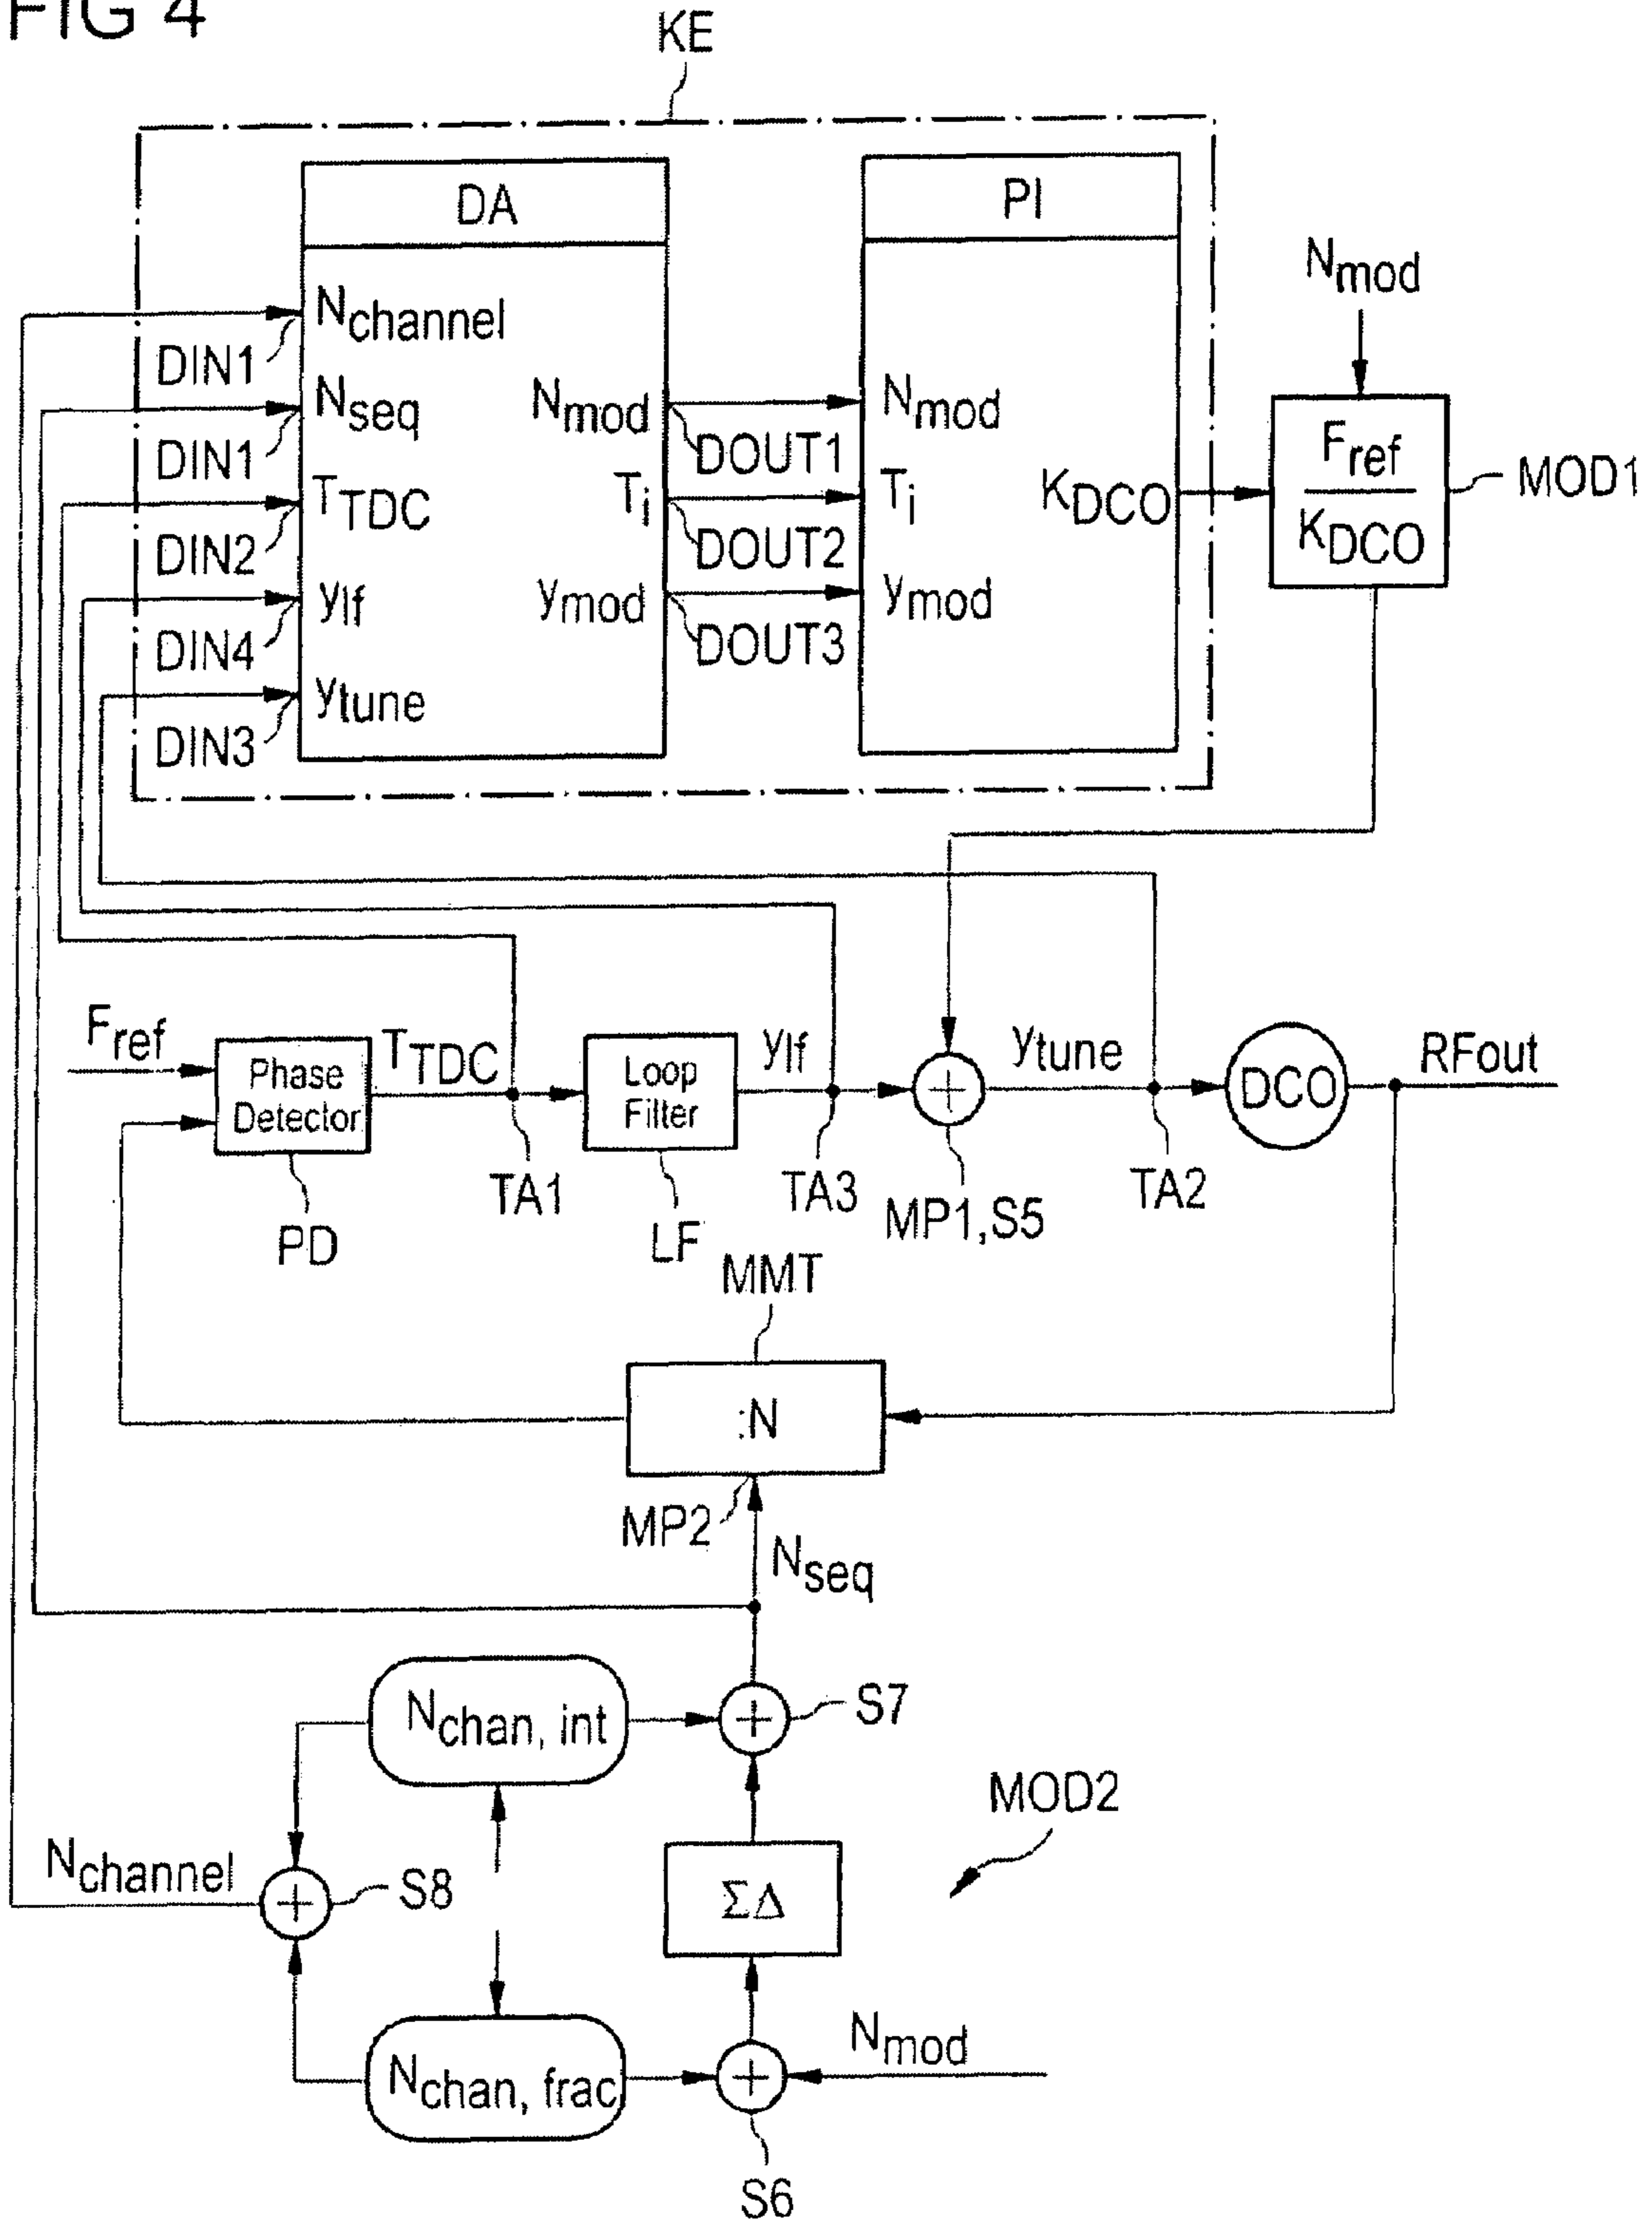 FIG 4
KE
DA
PI
Nchannel
DIN1
Nseq
DIN1
TTDC
DIN2
ylf
DIN4
ytune
DIN3
Nmod
DOUT1
Ti
DOUT2
ymod
DOUT3
Nmod
Ti
ymod
KDCO
Nmod
Fref
KDCO
MOD1
Fref
Phase
Detector
PD
TTDC
TA1
Loop
Filter
LF
ylf
TA3
+
MP1,S5
ytune
TA2
DCO
RFout
MMT
:N
MP2
Nseq
Nchan, int
+
S7
MOD2
Nchannel
+
S8
ΣΔ
Nchan, frac
+
Nmod
S6